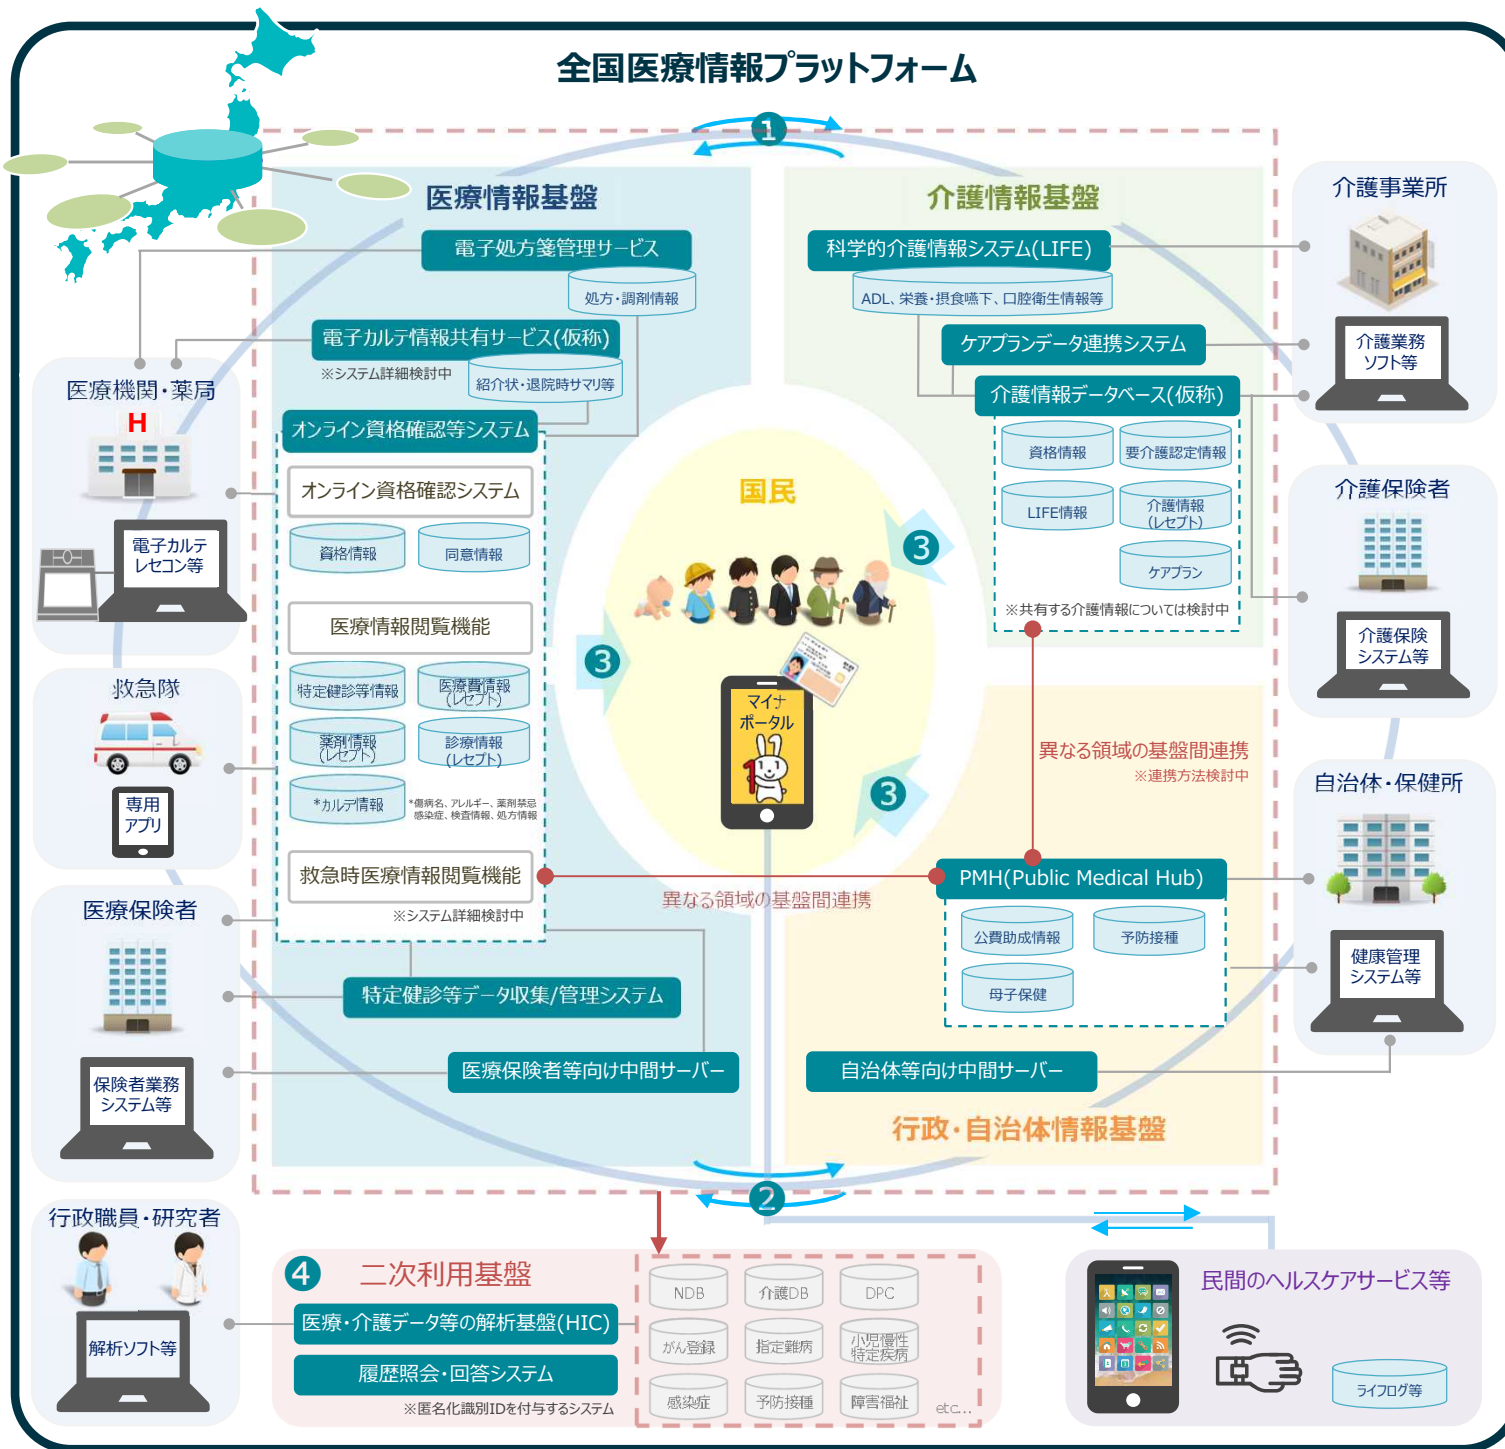 全国医療情報プラットフォーム
1
医療情報基盤
電子処方箋管理サービス
処方・調剤情報
電子カルテ情報共有サービス(仮称)
※システム詳細検討中
紹介状・退院時サマリ等
オンライン資格確認等システム
オンライン資格確認システム
資格情報
同意情報
医療情報閲覧機能
特定健診等情報
医療費情報
(レセプト)
薬剤情報
(レセプト)
診療情報
(レセプト)
*カルテ情報
*傷病名、アレルギー、薬剤禁忌
感染症、検査情報、処方情報
救急時医療情報閲覧機能
※システム詳細検討中
特定健診等データ収集/管理システム
医療保険者等向け中間サーバー
介護情報基盤
科学的介護情報システム(LIFE)
ADL、栄養・摂食嚥下、口腔衛生情報等
ケアプランデータ連携システム
介護情報データベース(仮称)
資格情報
要介護認定情報
LIFE情報
介護情報
(レセプト)
ケアプラン
※共有する介護情報については検討中
国民
3
3
3
マイナ
ポータル
1
異なる領域の基盤間連携
※連携方法検討中
異なる領域の基盤間連携
PMH(Public Medical Hub)
公費助成情報
予防接種
母子保健
自治体等向け中間サーバー
行政・自治体情報基盤
2
医療機関・薬局
H
電子カルテ
レセコン等
救急隊
専用
アプリ
医療保険者
保険者業務
システム等
行政職員・研究者
解析ソフト等
介護事業所
介護業務
ソフト等
介護保険者
介護保険
システム等
自治体・保健所
健康管理
システム等
4
二次利用基盤
医療・介護データ等の解析基盤(HIC)
履歴照会・回答システム
※匿名化識別IDを付与するシステム
NDB
介護DB
DPC
がん登録
指定難病
小児慢性
特定疾病
感染症
予防接種
障害福祉
etc...
民間のヘルスケアサービス等
ライフログ等